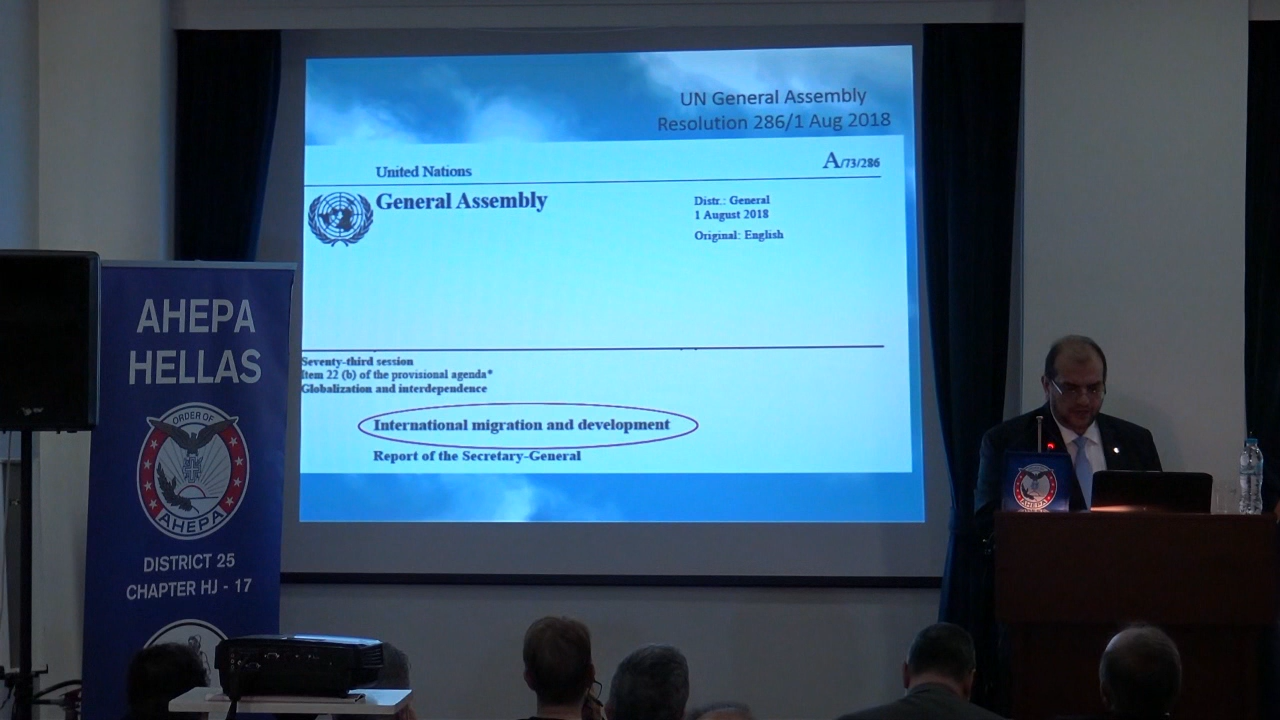 UN General Assembly
Resolution 286/1 Aug 2018
United Nations
A/73/286
General Assembly
Distr.: General
1 August 2018
Original: English
Seventy-third session
Item 22 (b) of the provisional agenda*
Globalization and interdependence
International migration and development
Report of the Secretary-General
AHEPA
HELLAS
ORDER OF
AHEPA
DISTRICT 25
CHAPTER HJ - 17
AHEPA